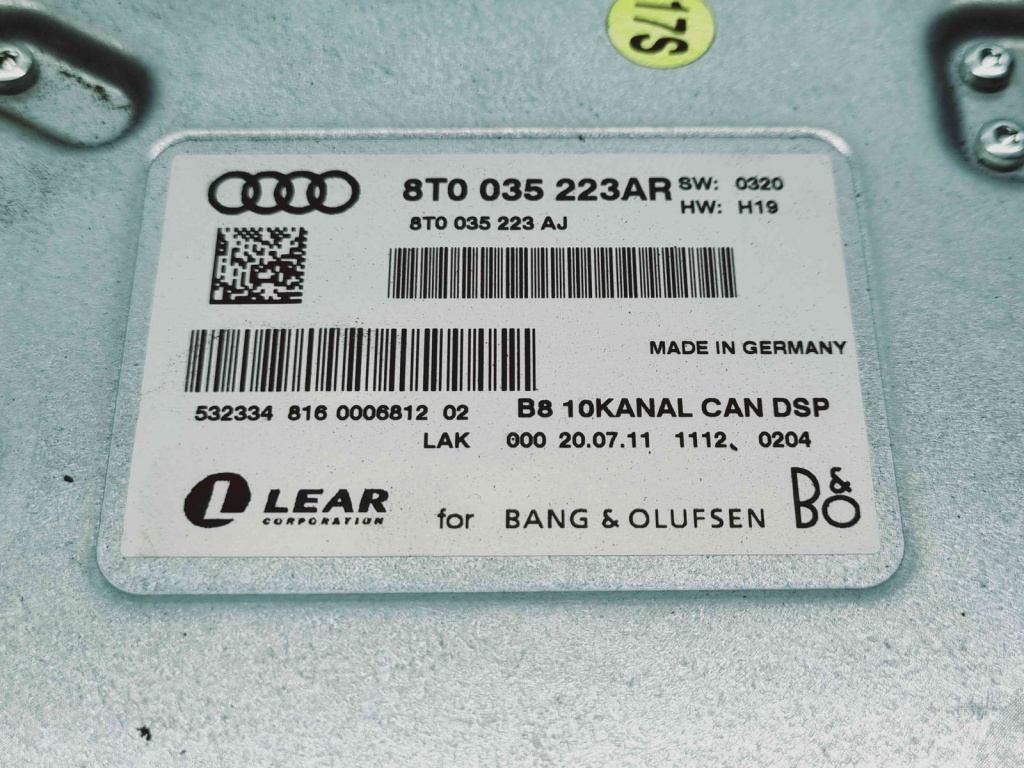 17S
8T0 035 223AR SW: 0320
HW: H19
8T0 035 223 AJ
MADE IN GERMANY
532334 816 0006812 02 B8 10KANAL CAN DSP
LAK 000 20.07.11 1112、 0204
L LEAR
CORPORATION
for BANG & OLUFSEN B&O